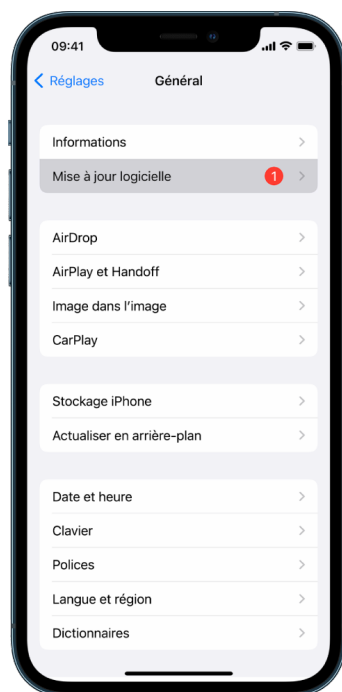 09:41
Réglages Général
Informations
Mise à jour logicielle 1
AirDrop
AirPlay et Handoff
Image dans l’image
CarPlay
Stockage iPhone
Actualiser en arrière-plan
Date et heure
Clavier
Polices
Langue et région
Dictionnaires